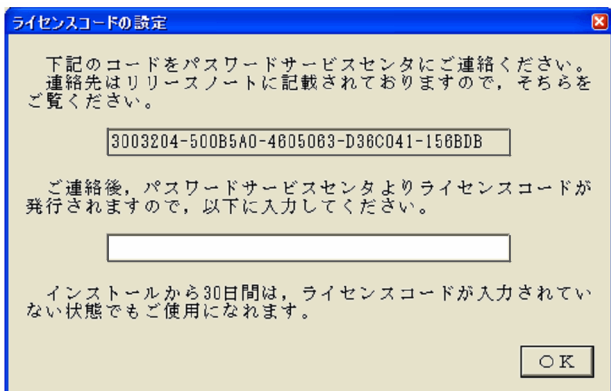 ライセンスコードの設定
下記のコードをパスワードサービスセンタにご連絡ください。
連絡先はリリースノートに記載されておりますので，そちらを
ご覧ください。
3003204-500B5A0-4605063-D36C041-156BDB
ご連絡後，パスワードサービスセンタよりライセンスコードが
発行されますので，以下に入力してください。
インストールから30日間は，ライセンスコードが入力されてい
ない状態でもご使用になれます。
ＯＫ